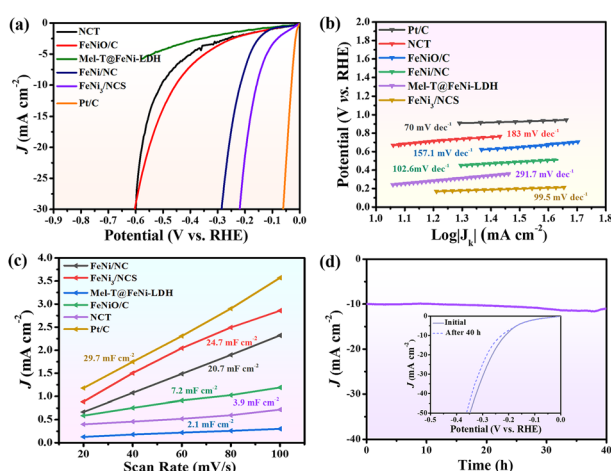 (a)
NCT
FeNiO/C
Mel-T@FeNi-LDH
Fe/NC
FeNi₃/NCS
Pt/C
J (mA cm⁻²)
0
-5
-10
-15
-20
-25
-30
-0.9 -0.8 -0.7 -0.6 -0.5 -0.4 -0.3 -0.2 -0.1 0.0
Potential (V vs. RHE)
(b)
Pt/C
NCT
FeNiO/C
FeNi/NC
Mel-T@FeNi-LDH
FeNi₃/NCS
Potential (V vs. RHE)
2.0
1.8
1.6
1.4
1.2
1.0
0.8
0.6
0.4
0.2
0.0
70 mV dec⁻¹
183 mV dec⁻¹
157.1 mV dec⁻¹
102.6mV dec⁻¹
291.7 mV dec⁻¹
99.5 mV dec⁻¹
1.0 1.1 1.2 1.3 1.4 1.5 1.6 1.7 1.8
Log|Jₖ| (mA cm⁻²)
(c)
FeNi/NC
FeNi₃/NCS
Mel-T@FeNi-LDH
FeNiO/C
NCT
Pt/C
J (mA cm⁻²)
4.0
3.5
3.0
2.5
2.0
1.5
1.0
0.5
0.0
29.7 mF cm⁻²
24.7 mF cm⁻²
20.7 mF cm⁻²
7.2 mF cm⁻²
3.9 mF cm⁻²
2.1 mF cm⁻²
20 40 60 80 100
Scan Rate (mV/s)
(d)
J (mA cm⁻²)
0
-10
-20
-30
-40
-50
Initial
After 40 h
J (mA cm⁻²)
0
-10
-20
-30
-40
-0.5 -0.4 -0.3 -0.2 -0.1 0.0
Potential (V vs. RHE)
0 10 20 30 40
Time (h)